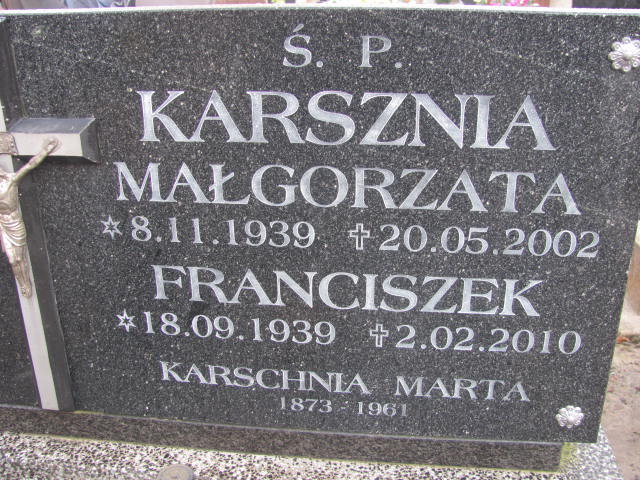 Ś. P.
KARSZNIA
MAŁGORZATA
* 8.11.1939 ✝ 20.05.2002
FRANCISZEK
* 18.09.1939 ✝ 2.02.2010
KARSCHNIA MARTA
1873 - 1961